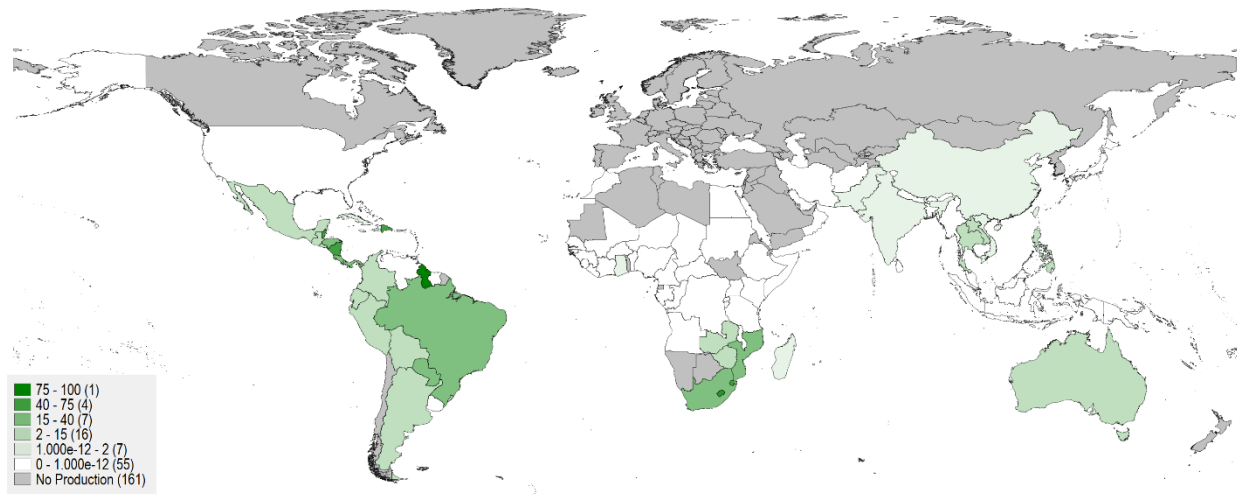 75 - 100 (1)
40 - 75 (4)
15 - 40 (7)
2 - 15 (16)
1.000e-12 - 2 (7)
0 - 1.000e-12 (55)
No Production (161)